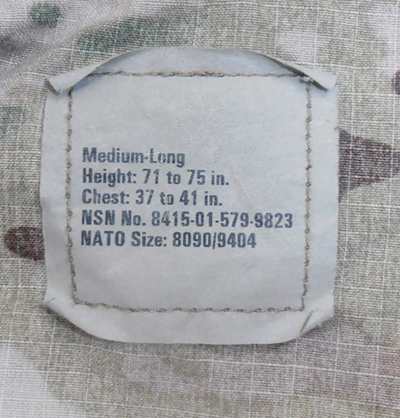 Medium-Long
Height: 71 to 75 in.
Chest: 37 to 41 in.
NSN No. 8415-01-579-9823
NATO Size: 8090/9404